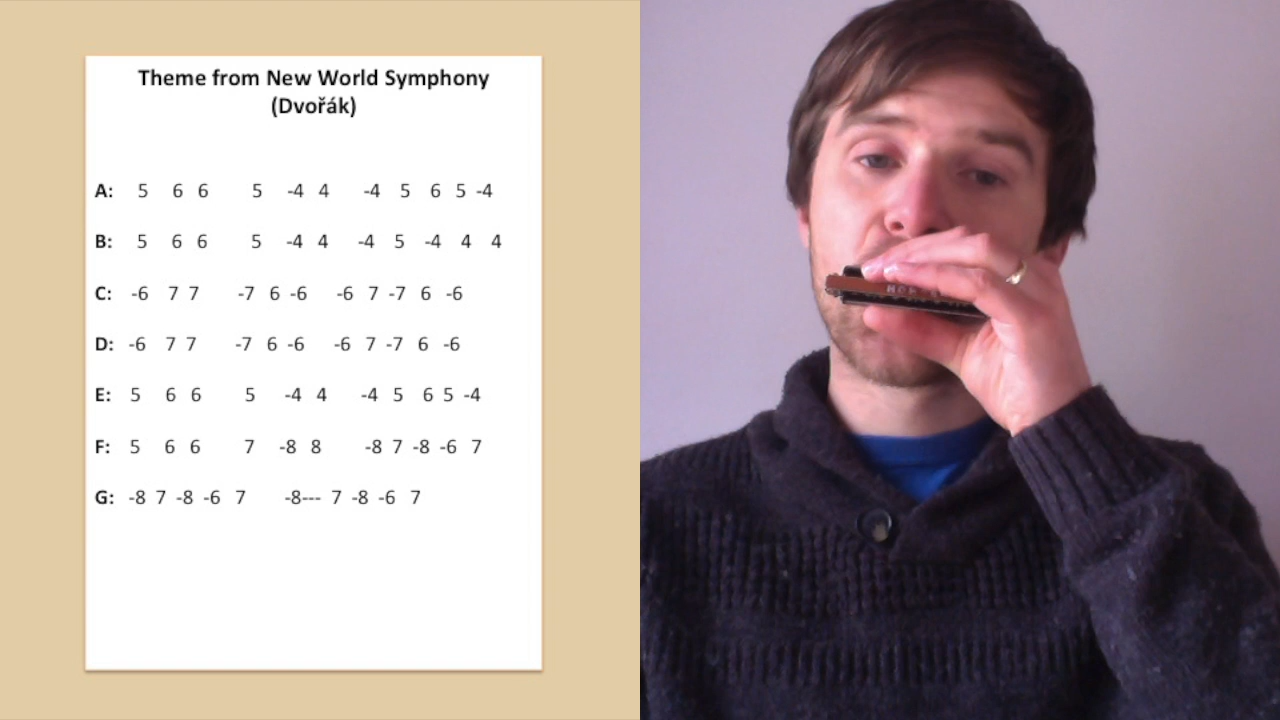 Theme from New World Symphony
(Dvořák)
A: 5 6 6 5 -4 4 -4 5 6 5 -4
B: 5 6 6 5 -4 4 -4 5 -4 4 4
C: -6 7 7 -7 6 -6 -6 7 -7 6 -6
D: -6 7 7 -7 6 -6 -6 7 -7 6 -6
E: 5 6 6 5 -4 4 -4 5 6 5 -4
F: 5 6 6 7 -8 8 -8 7 -8 -6 7
G: -8 7 -8 -6 7 -8--- 7 -8 -6 7